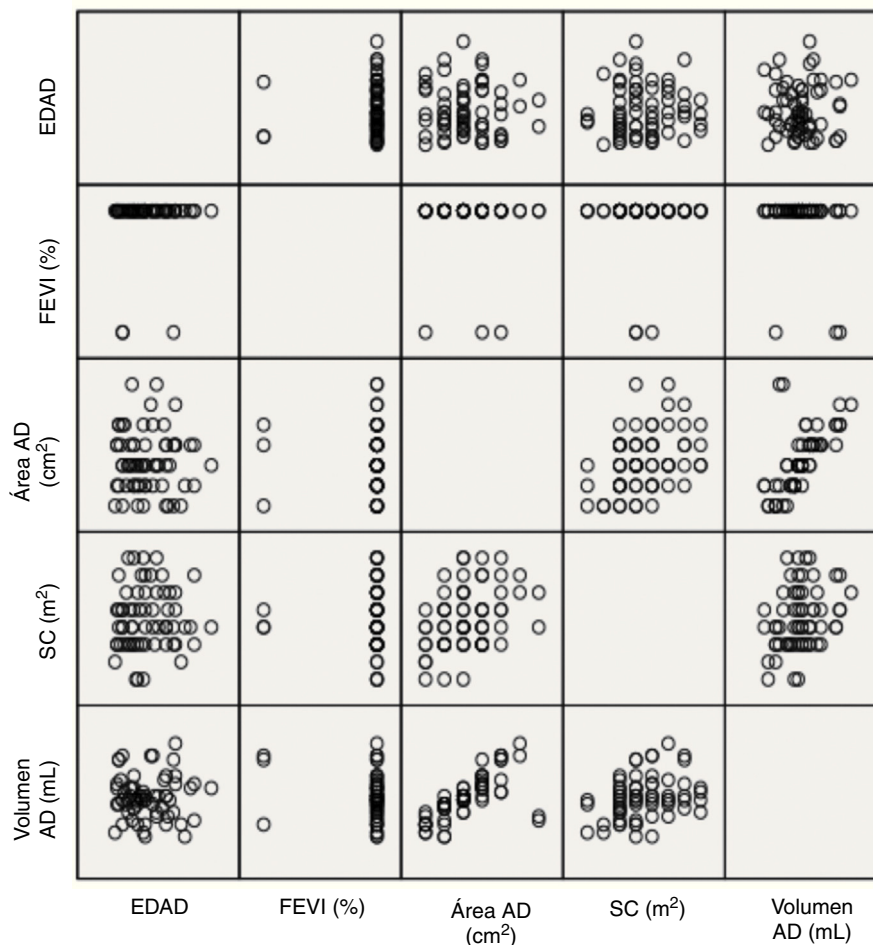 EDAD
FEVI (%)
Área AD
(cm²)
SC (m²)
Volumen
AD (mL)
EDAD
FEVI (%)
Área AD
(cm²)
SC (m²)
Volumen
AD (mL)